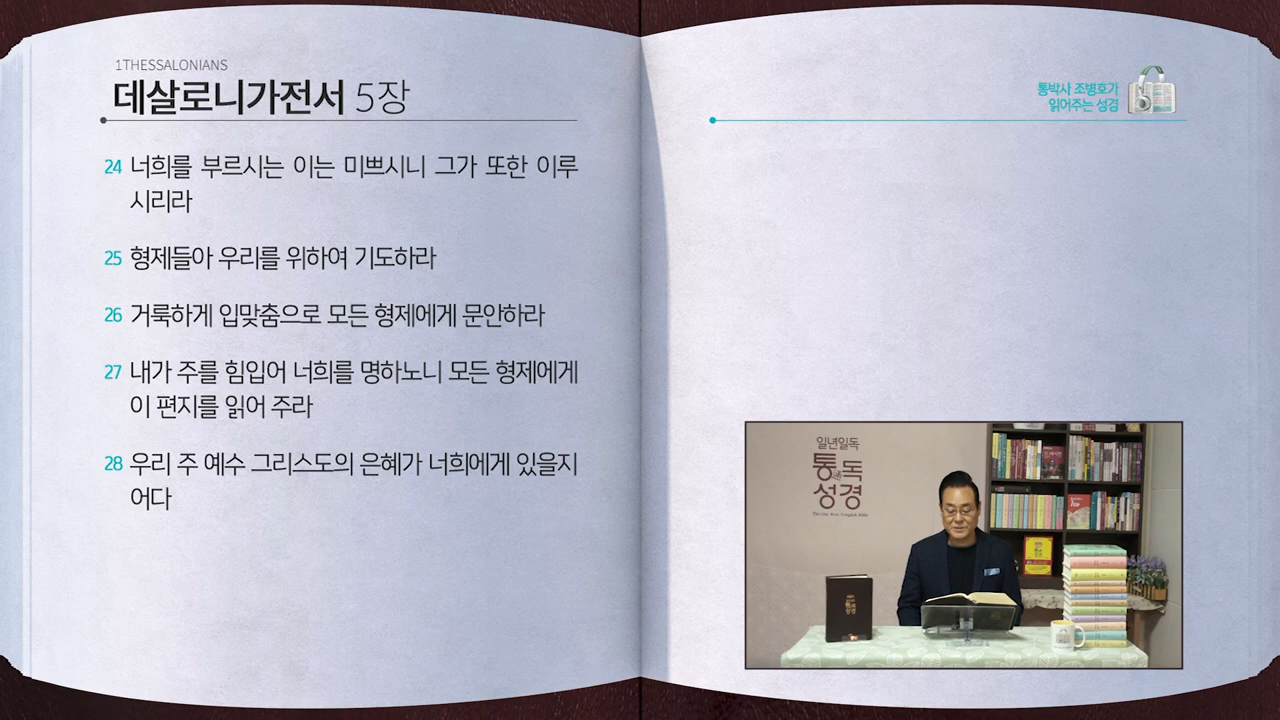 1THESSALONIANS
데살로니가전서 5장
24 너희를 부르시는 이는 미쁘시니 그가 또한 이루
시리라
25 형제들아 우리를 위하여 기도하라
26 거룩하게 입맞춤으로 모든 형제에게 문안하라
27 내가 주를 힘입어 너희를 명하노니 모든 형제에게
이 편지를 읽어 주라
28 우리 주 예수 그리스도의 은혜가 너희에게 있을지
어다
통박사 조병호가
읽어주는 성경
일년일독
통독
성경
통
성경